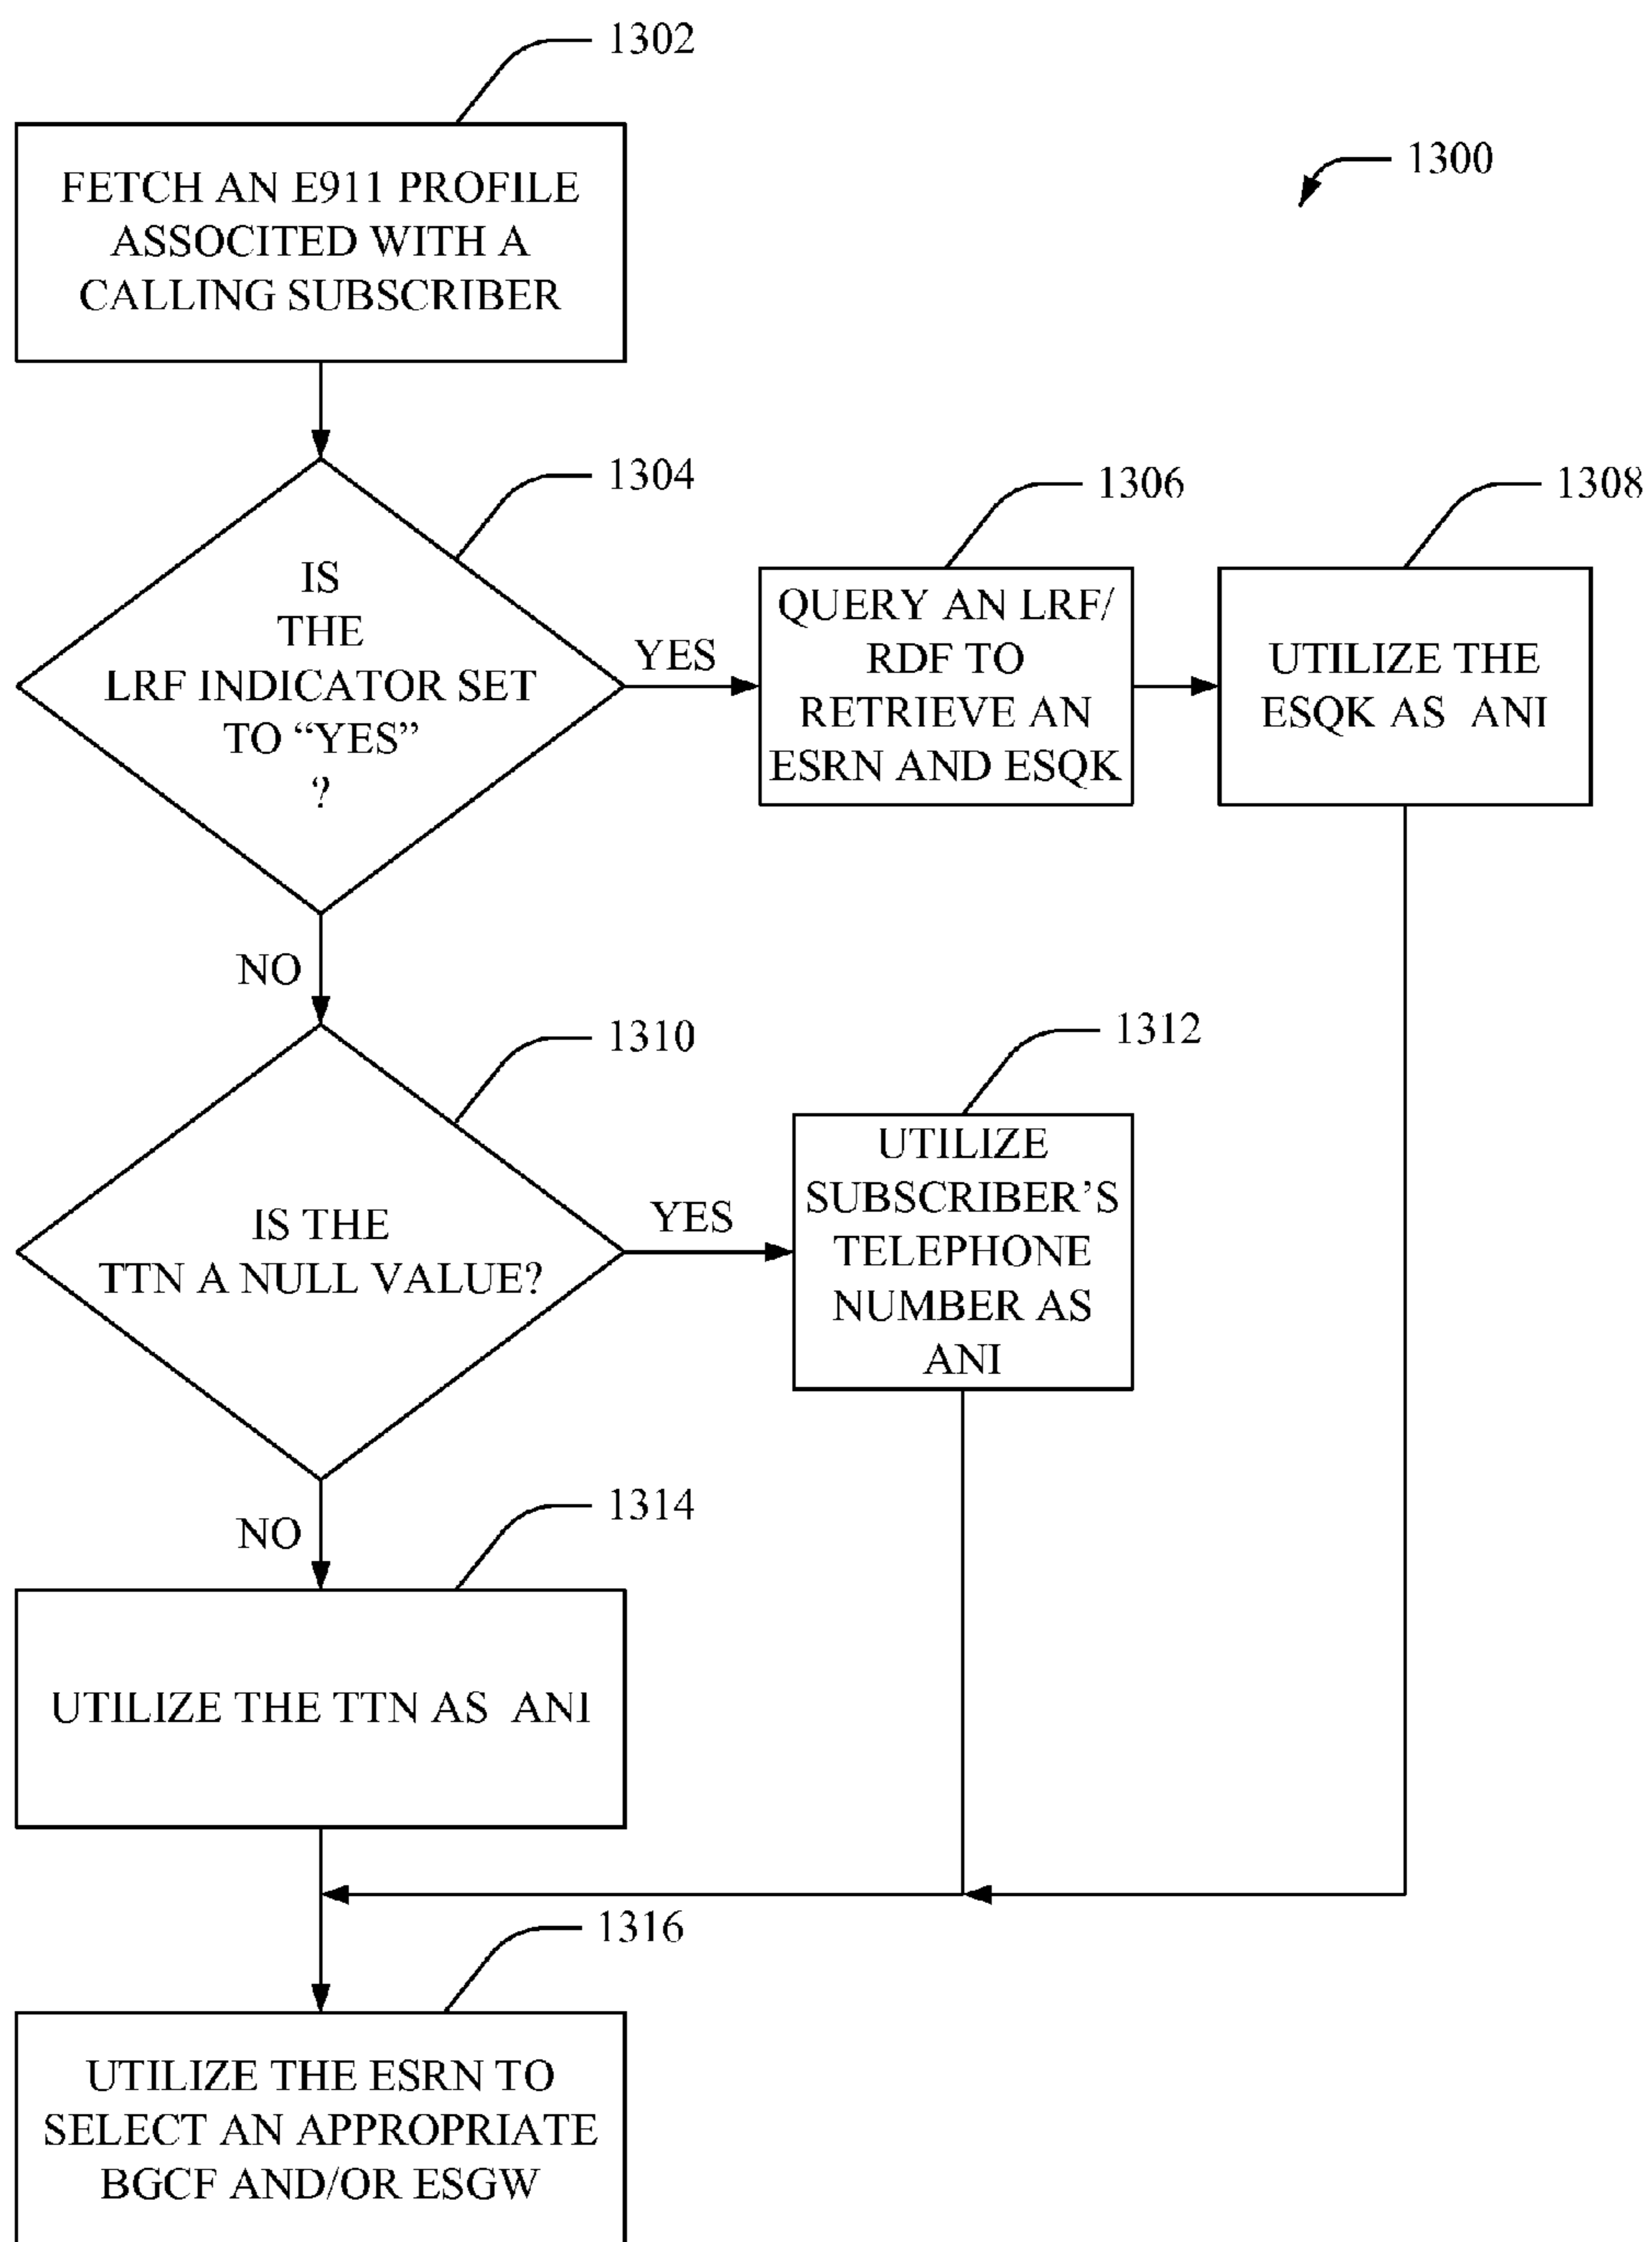 1302
1300
FETCH AN E911 PROFILE
ASSOCITED WITH A
CALLING SUBSCRIBER
1304
1306
1308
IS
THE
LRF INDICATOR SET
TO “YES”
?
YES
QUERY AN LRF/
RDF TO
RETRIEVE AN
ESRN AND ESQK
UTILIZE THE
ESQK AS ANI
NO
1310
1312
IS THE
TTN A NULL VALUE?
YES
UTILIZE
SUBSCRIBER’S
TELEPHONE
NUMBER AS
ANI
NO
1314
UTILIZE THE TTN AS ANI
1316
UTILIZE THE ESRN TO
SELECT AN APPROPRIATE
BGCF AND/OR ESGW